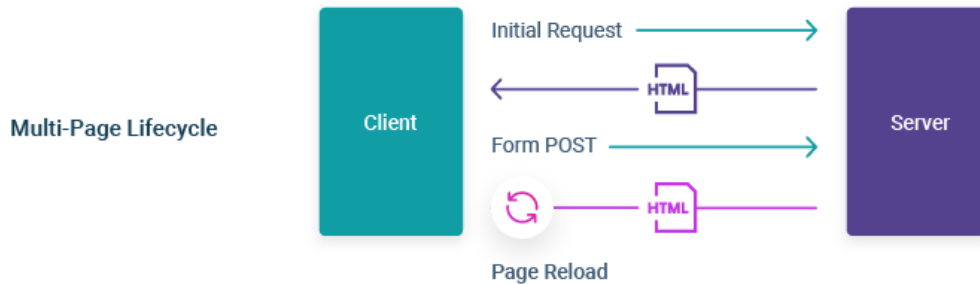 Initial Request
HTML
Multi-Page Lifecycle
Client
Server
Form POST
HTML
Page Reload